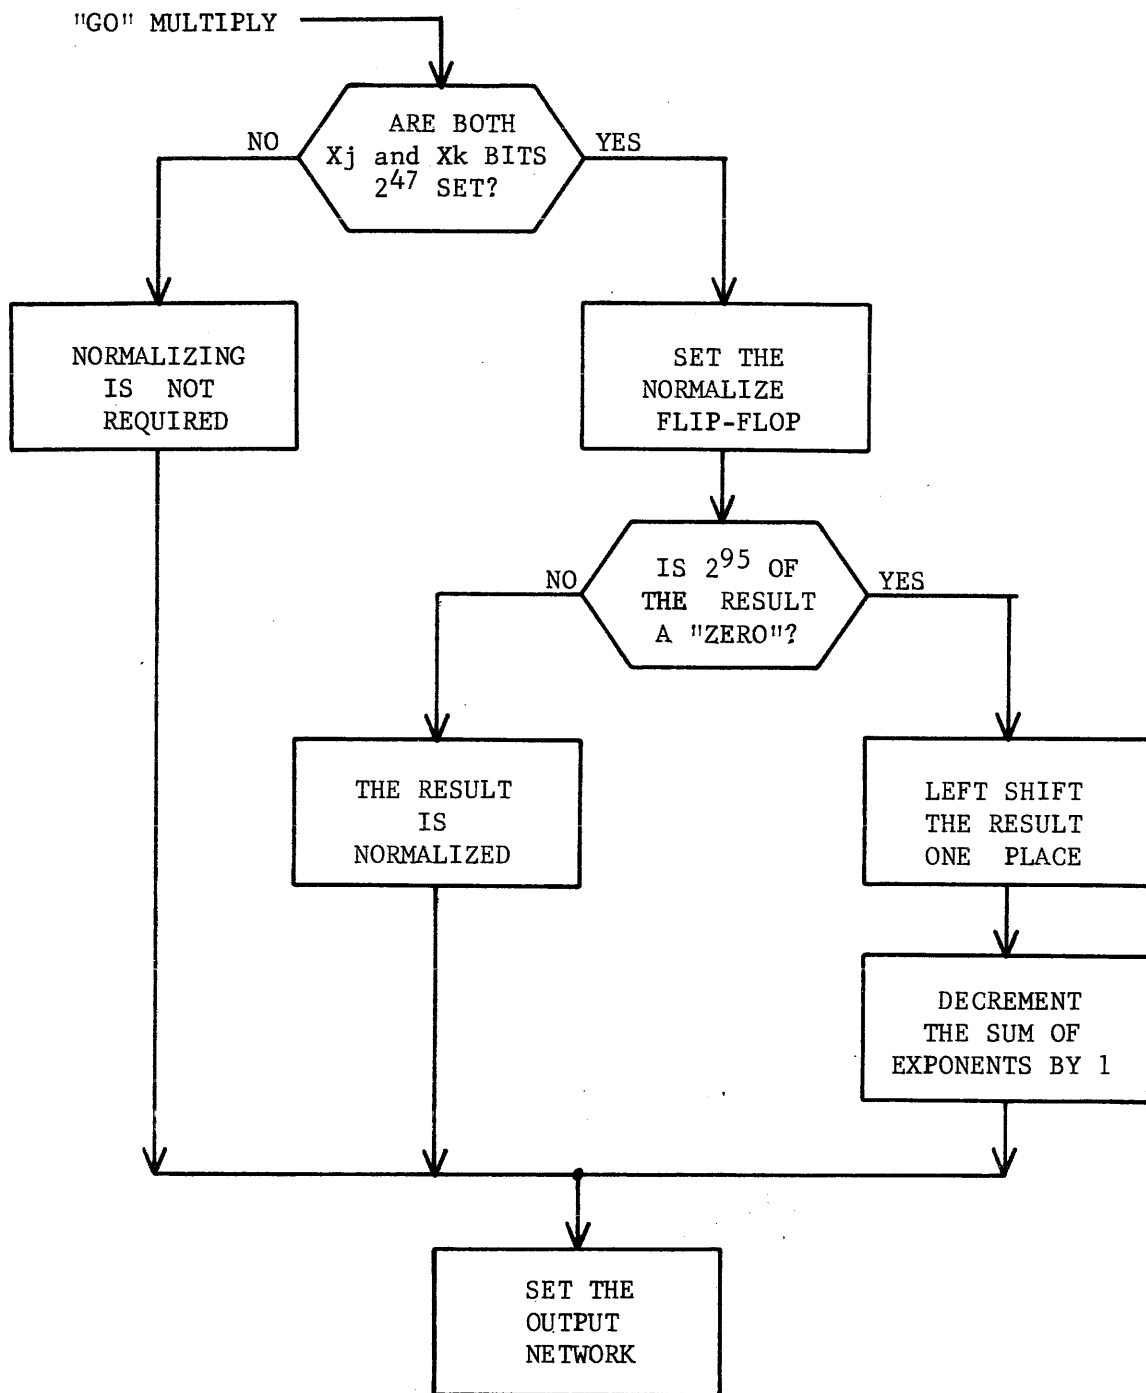 "GO" MULTIPLY
ARE BOTH
Xj and Xk BITS
2^47 SET?
NO
YES
NORMALIZING
IS NOT
REQUIRED
SET THE
NORMALIZE
FLIP-FLOP
IS 2^95 OF
THE RESULT
A "ZERO"?
NO
YES
THE RESULT
IS
NORMALIZED
LEFT SHIFT
THE RESULT
ONE PLACE
DECREMENT
THE SUM OF
EXPONENTS BY 1
SET THE
OUTPUT
NETWORK